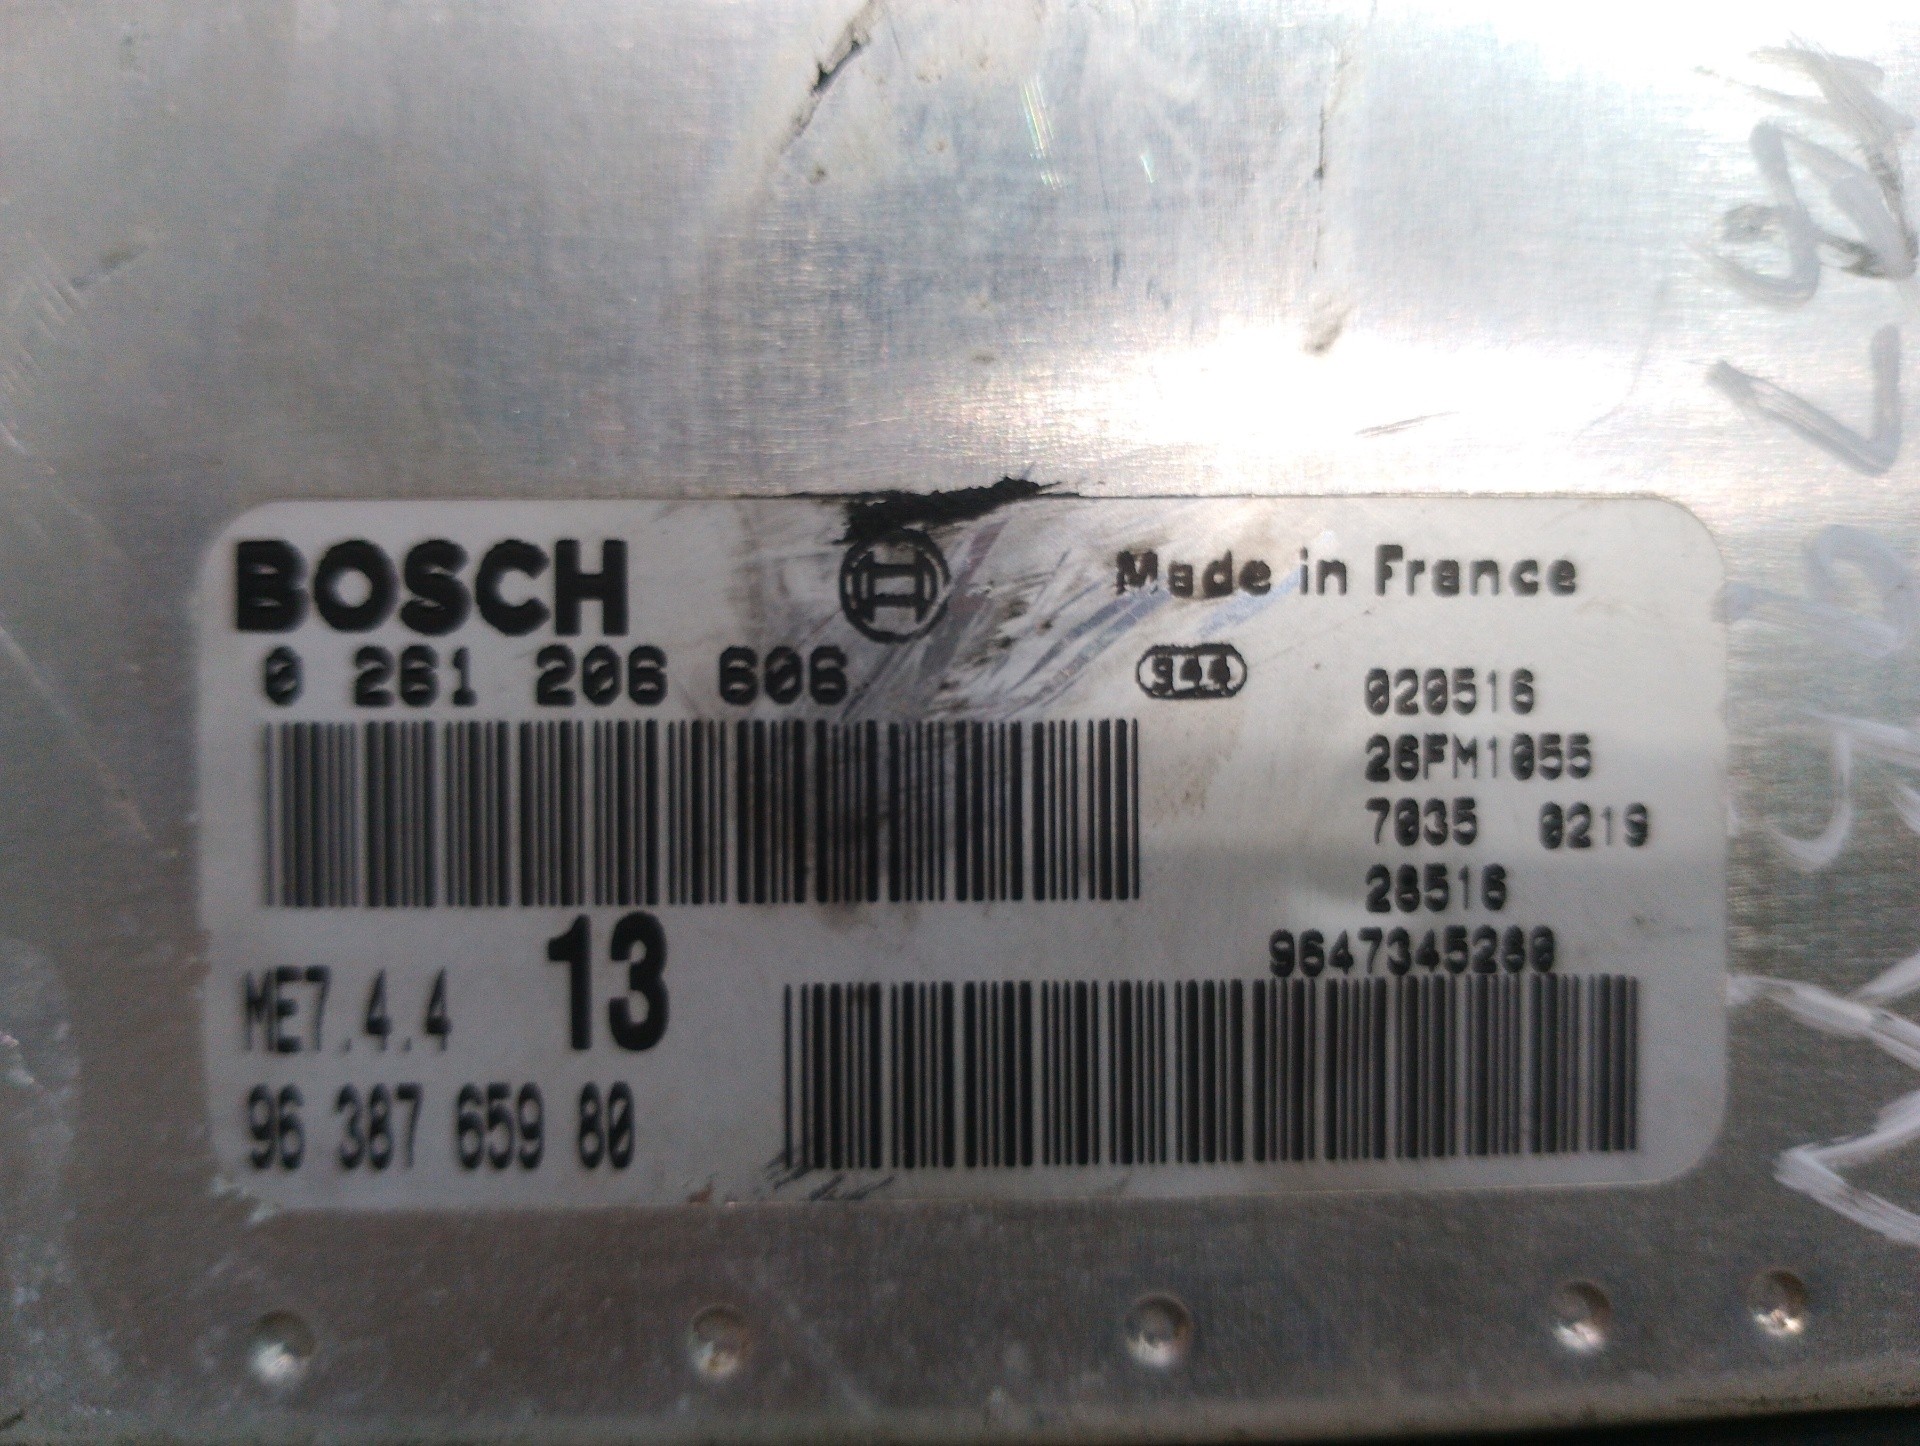 BOSCH
Made in France
0 261 206 606
944
020516
26FM1055
7035 0219
28516
9647345280
ME7.4.4
13
96 387 659 80